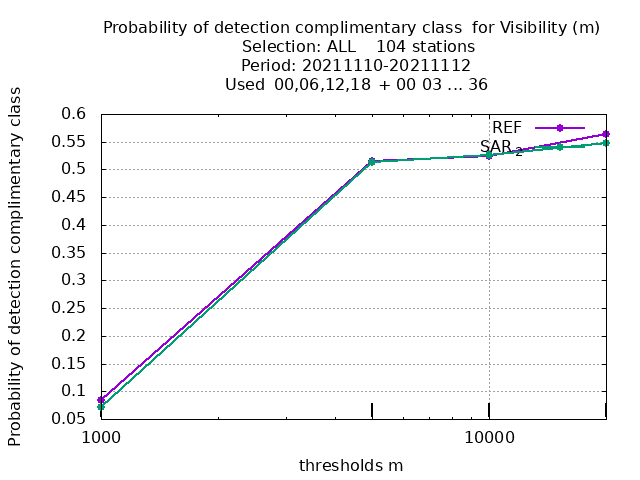 Probability of detection complimentary class  for Visibility (m)
Selection: ALL    104 stations
Period: 20211110-20211112
Used  00,06,12,18  + 00 03 ... 36
Probability of detection complimentary class
0.6
0.55
0.5
0.45
0.4
0.35
0.3
0.25
0.2
0.15
0.1
0.05
REF
SAR_2
1000
10000
thresholds m